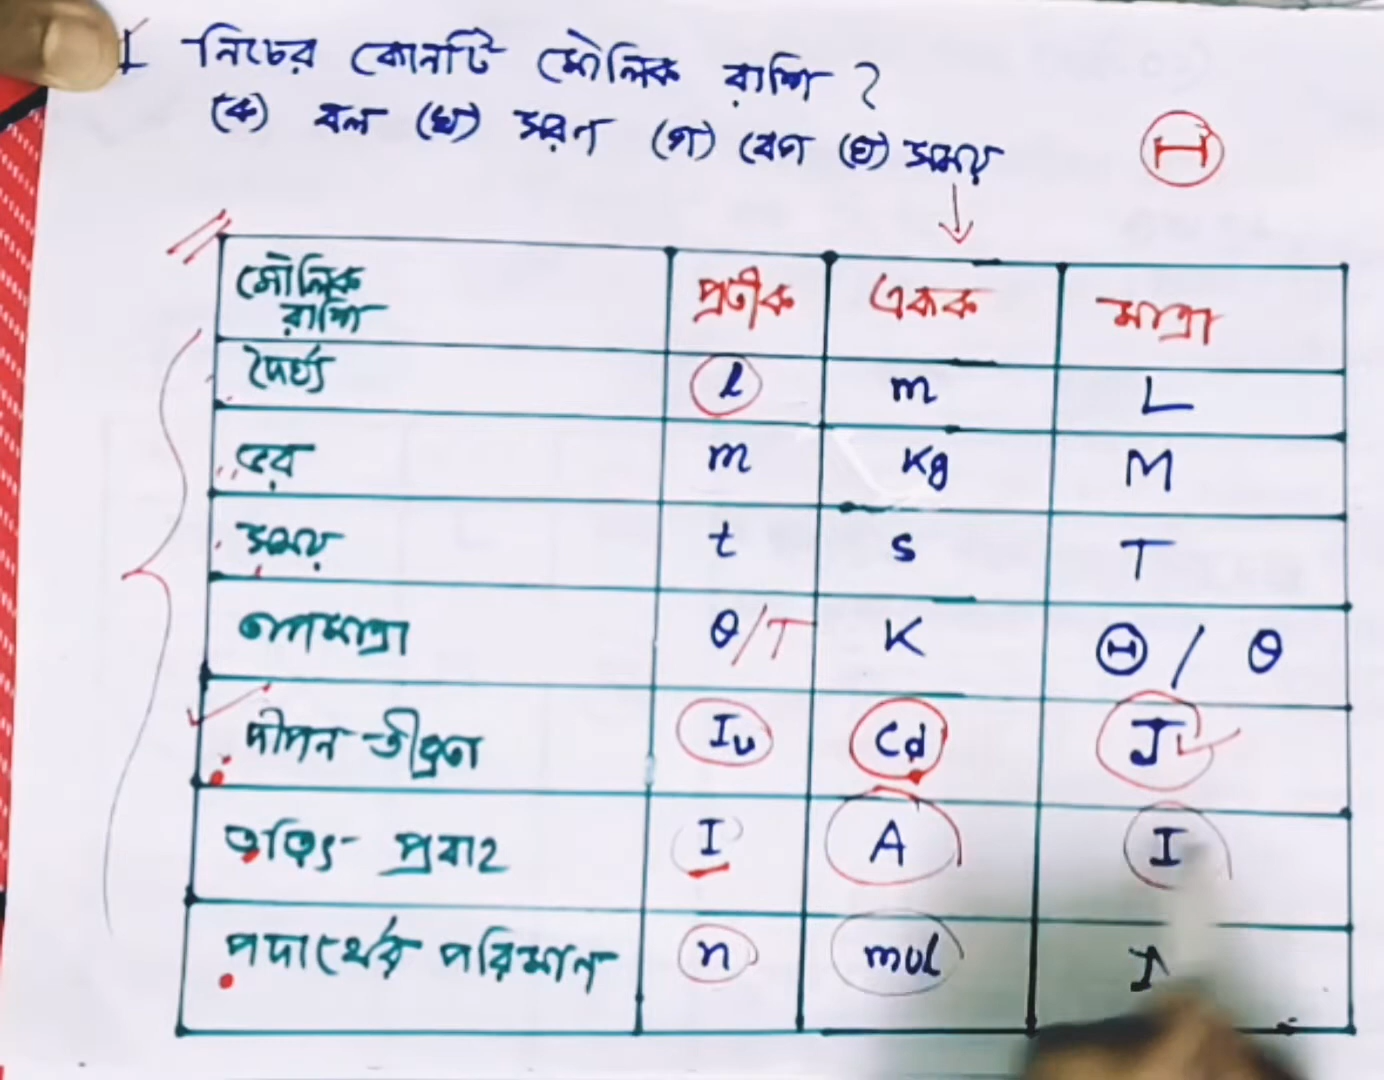 1 নিচের কোনটি মৌলিক রাশি ?
(ক) বল (খ) সরণ (গ) বেগ (ঘ) সময়
Θ
মৌলিক রাশি প্রতীক একক মাত্রা
দৈর্ঘ্য l m L
ভর m Kg M
সময় t s T
তাপমাত্রা θ/T K Θ / θ
দীপন তীব্রতা Iv Cd J
তড়িৎ প্রবাহ I A I
পদার্থের পরিমান n mol